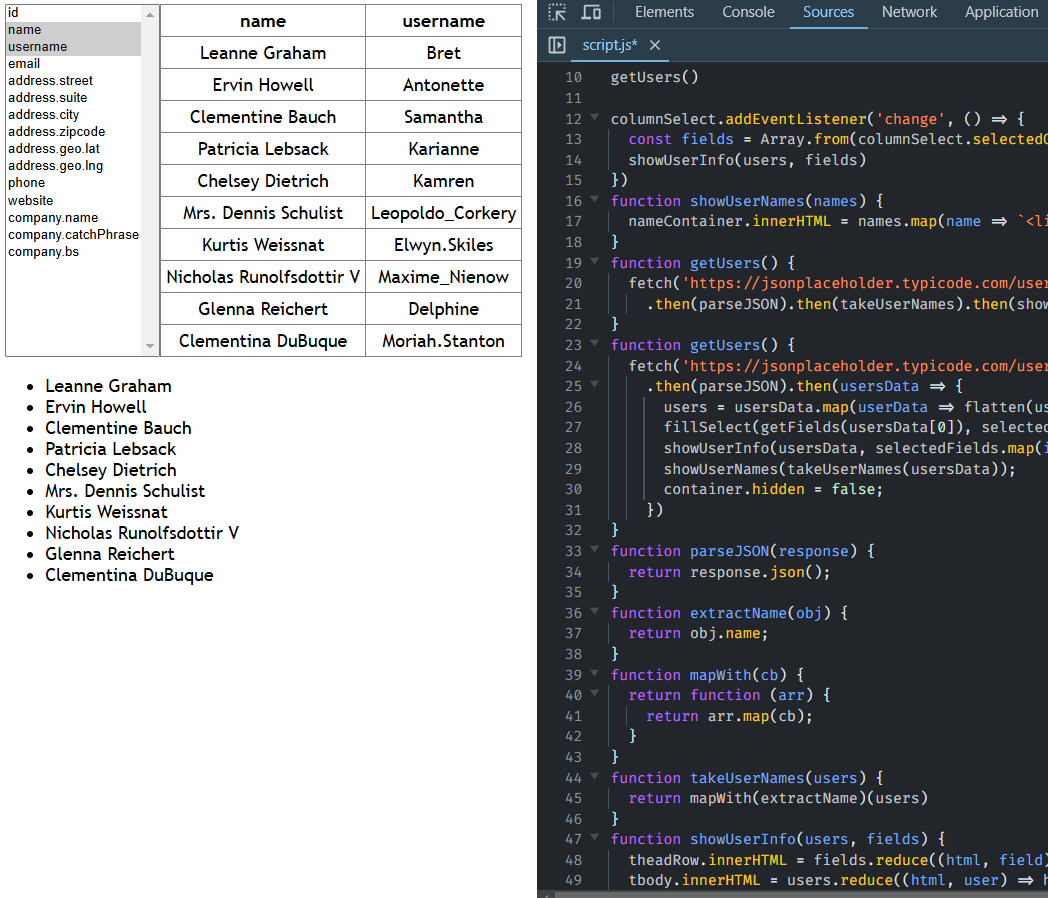 id
name
username
email
address.street
address.suite
address.city
address.zipcode
address.geo.lat
address.geo.lng
phone
website
company.name
company.catchPhrase
company.bs
name username
Leanne Graham Bret
Ervin Howell Antonette
Clementine Bauch Samantha
Patricia Lebsack Karianne
Chelsey Dietrich Kamren
Mrs. Dennis Schulist Leopoldo_Corkery
Kurtis Weissnat Elwyn.Skiles
Nicholas Runolfsdottir V Maxime_Nienow
Glenna Reichert Delphine
Clementina DuBuque Moriah.Stanton
• Leanne Graham
• Ervin Howell
• Clementine Bauch
• Patricia Lebsack
• Chelsey Dietrich
• Mrs. Dennis Schulist
• Kurtis Weissnat
• Nicholas Runolfsdottir V
• Glenna Reichert
• Clementina DuBuque
Elements Console Sources Network Application
script.js* ×
10 getUsers()
11
12 columnSelect.addEventListener('change', () => {
13 const fields = Array.from(columnSelect.selectedO
14 showUserInfo(users, fields)
15 })
16 function showUserNames(names) {
17 nameContainer.innerHTML = names.map(name => `<li
18 }
19 function getUsers() {
20 fetch('https://jsonplaceholder.typicode.com/user
21 .then(parseJSON).then(takeUserNames).then(show
22 }
23 function getUsers() {
24 fetch('https://jsonplaceholder.typicode.com/user
25 .then(parseJSON).then(usersData => {
26 users = usersData.map(userData => flatten(us
27 fillSelect(getFields(usersData[0]), selected
28 showUserInfo(usersData, selectedFields.map(i
29 showUserNames(takeUserNames(usersData));
30 container.hidden = false;
31 })
32 }
33 function parseJSON(response) {
34 return response.json();
35 }
36 function extractName(obj) {
37 return obj.name;
38 }
39 function mapWith(cb) {
40 return function (arr) {
41 return arr.map(cb);
42 }
43 }
44 function takeUserNames(users) {
45 return mapWith(extractName)(users)
46 }
47 function showUserInfo(users, fields) {
48 theadRow.innerHTML = fields.reduce((html, field)
49 tbody.innerHTML = users.reduce((html, user) => h